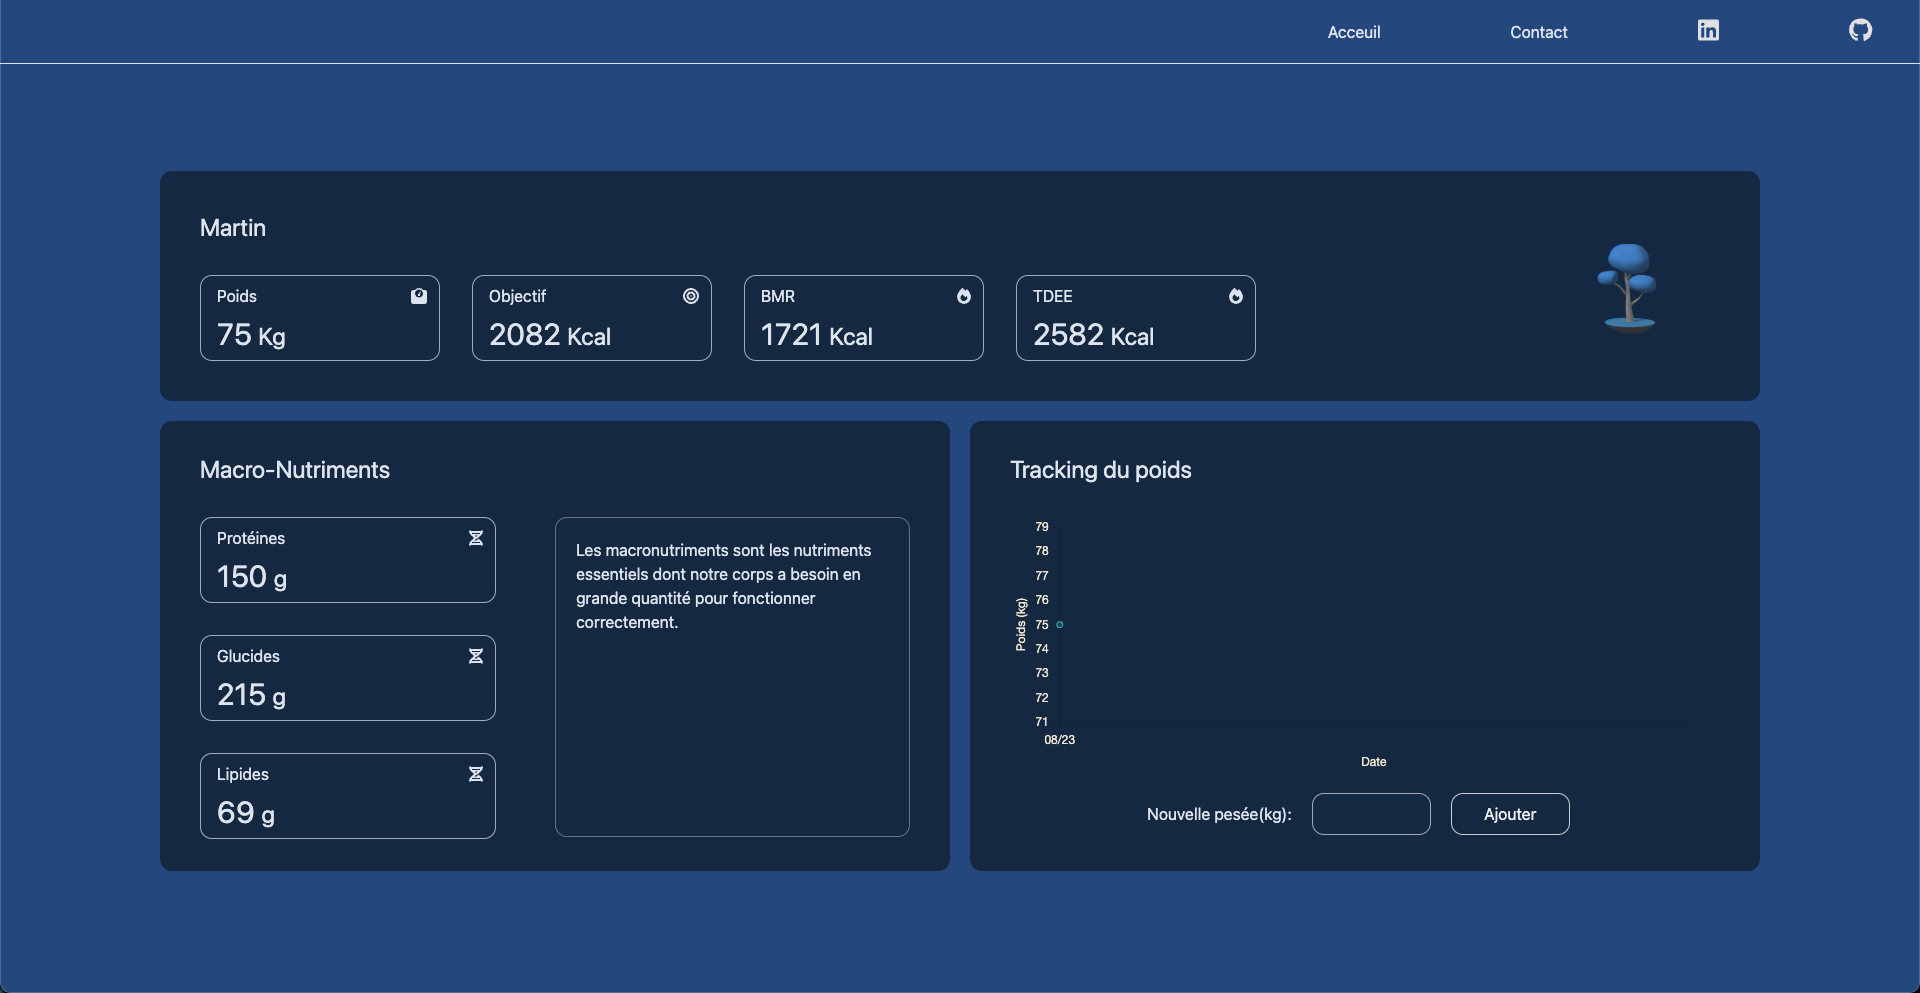 Acceuil
Contact
Martin
Poids
75 Kg
Objectif
2082 Kcal
BMR
1721 Kcal
TDEE
2582 Kcal
Macro-Nutriments
Protéines
150 g
Glucides
215 g
Lipides
69 g
Les macronutriments sont les nutriments
essentiels dont notre corps a besoin en
grande quantité pour fonctionner
correctement.
Tracking du poids
Poids (kg)
79
78
77
76
75
74
73
72
71
08/23
Date
Nouvelle pesée(kg):
Ajouter